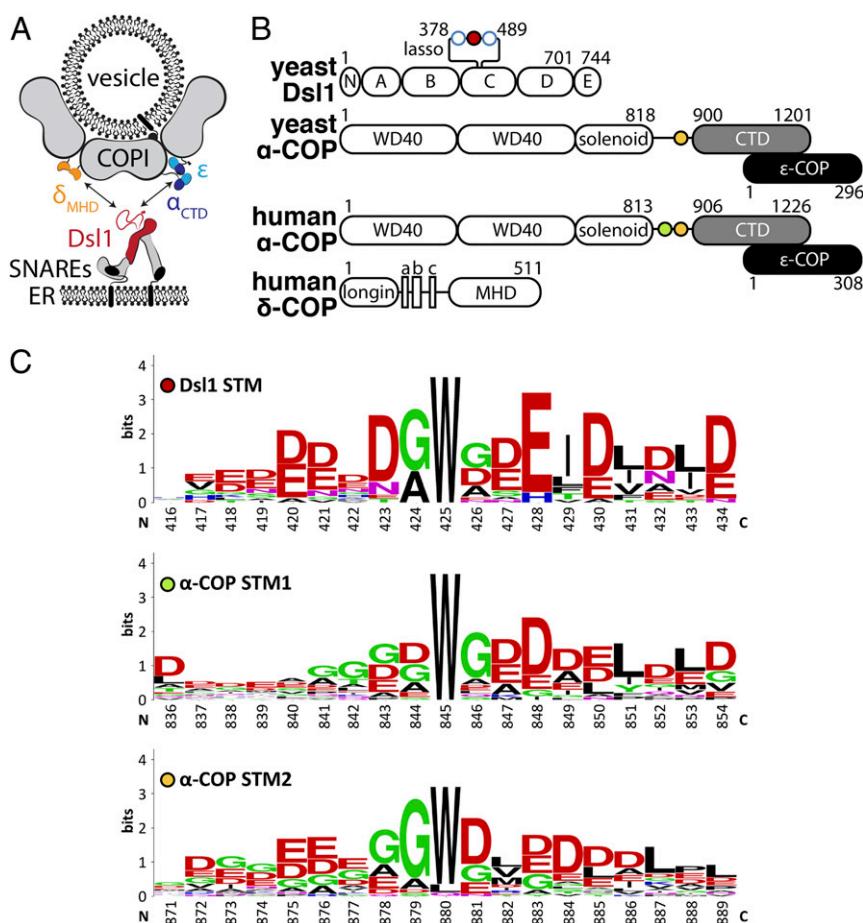 A
vesicle
COPI
ε
δMHD
αCTD
Dsl1
SNAREs
ER
B
378 489
lasso
1 701 744
yeast Dsl1
N A B C D E
1 818 900 1201
yeast α-COP
WD40 WD40 solenoid CTD
ε-COP
1 296
1 813 906 1226
human α-COP
WD40 WD40 solenoid CTD
ε-COP
1 308
1 a b c 511
human δ-COP
longin MHD
C
Dsl1 STM
bits
4
3
2
1
0
N 416 417 418 419 420 421 422 423 424 425 426 427 428 429 430 431 432 433 434 C
α-COP STM1
bits
4
3
2
1
0
N 836 837 838 839 840 841 842 843 844 845 846 847 848 849 850 851 852 853 854 C
α-COP STM2
bits
4
3
2
1
0
N 871 872 873 874 875 876 877 878 879 880 881 882 883 884 885 886 887 888 889 C